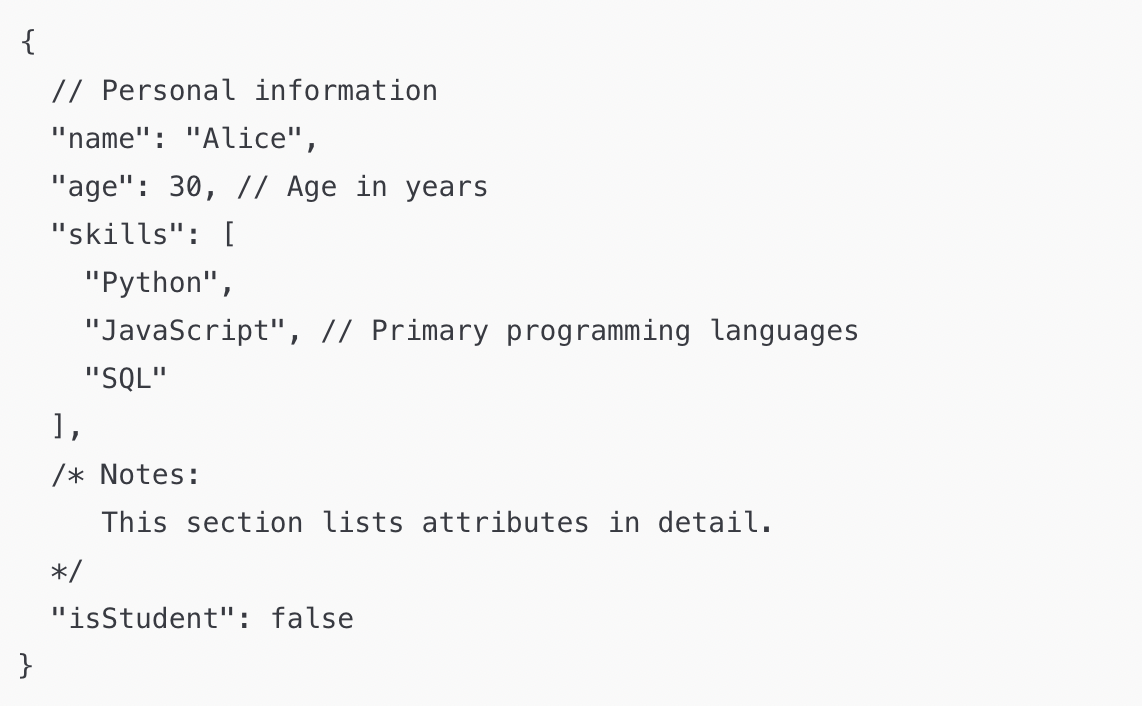 {
  // Personal information
  "name": "Alice",
  "age": 30, // Age in years
  "skills": [
    "Python",
    "JavaScript", // Primary programming languages
    "SQL"
  ],
  /* Notes:
     This section lists attributes in detail.
  */
  "isStudent": false
}